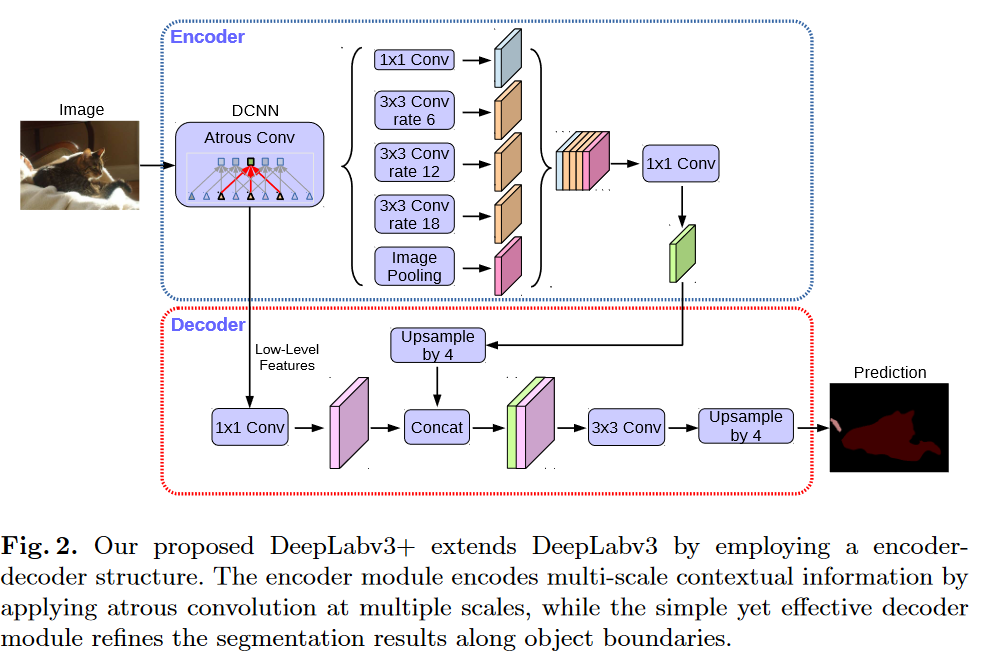 Encoder
Image
DCNN
Atrous Conv
1x1 Conv
3x3 Conv
rate 6
3x3 Conv
rate 12
3x3 Conv
rate 18
Image
Pooling
1x1 Conv
Decoder
Low-Level
Features
Upsample
by 4
1x1 Conv
Concat
3x3 Conv
Upsample
by 4
Prediction
Fig. 2. Our proposed DeepLabv3+ extends DeepLabv3 by employing a encoder-
decoder structure. The encoder module encodes multi-scale contextual information by
applying atrous convolution at multiple scales, while the simple yet effective decoder
module refines the segmentation results along object boundaries.